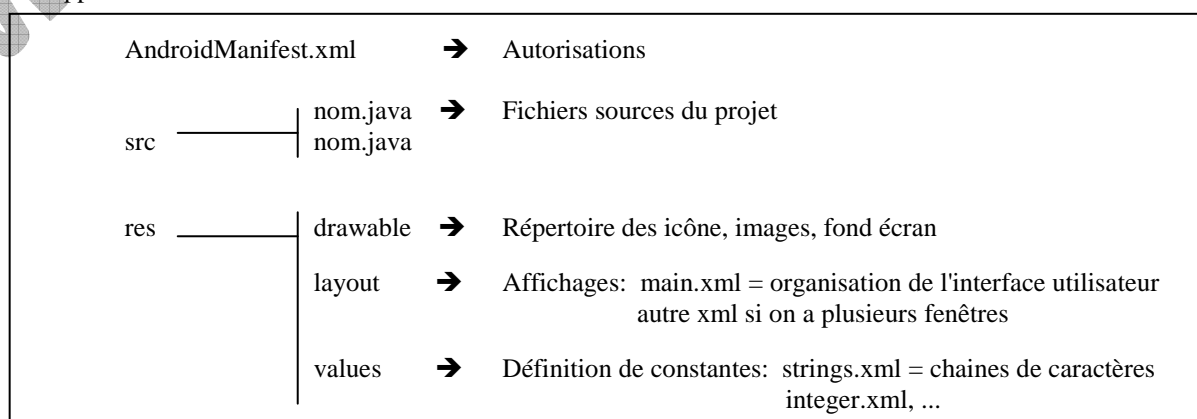 AndroidManifest.xml ➔ Autorisations
nom.java ➔ Fichiers sources du projet
src nom.java
res drawable ➔ Répertoire des icône, images, fond écran
layout ➔ Affichages: main.xml = organisation de l'interface utilisateur
autre xml si on a plusieurs fenêtres
values ➔ Définition de constantes: strings.xml = chaines de caractères
integer.xml, ...